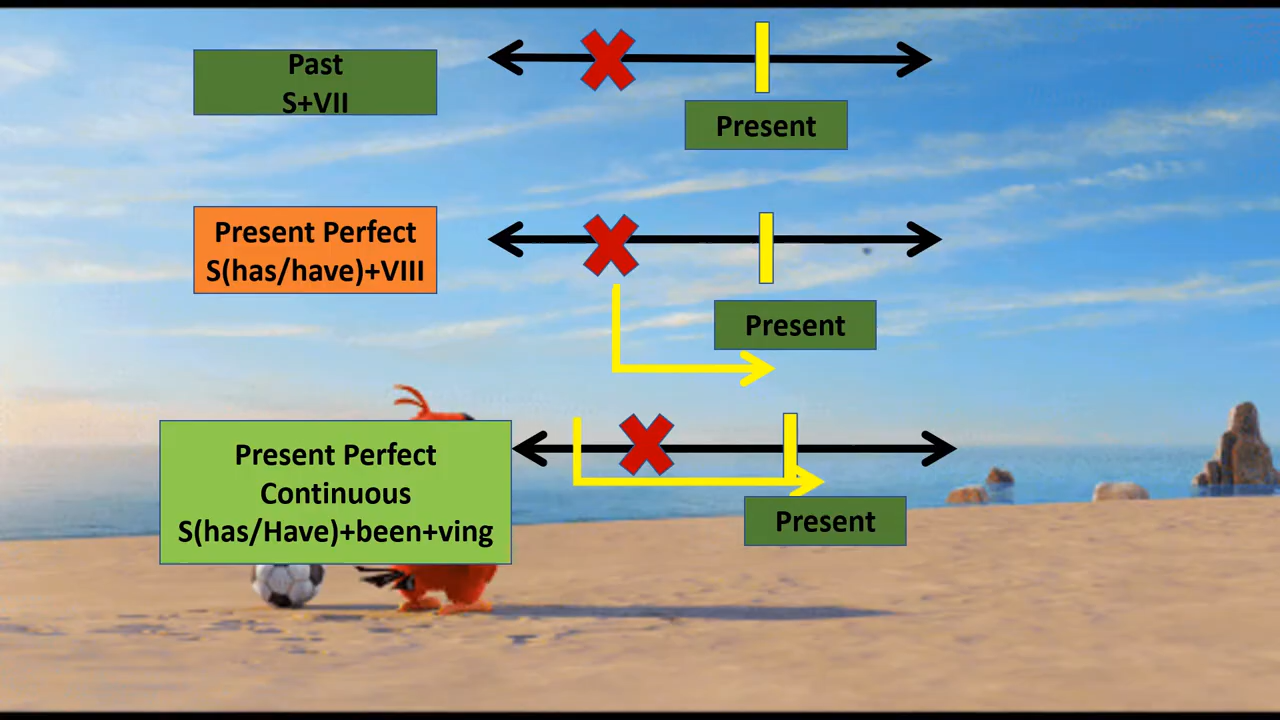 Past
S+VII
Present
Present Perfect
S(has/have)+VIII
Present
Present Perfect
Continuous
S(has/Have)+been+ving
Present